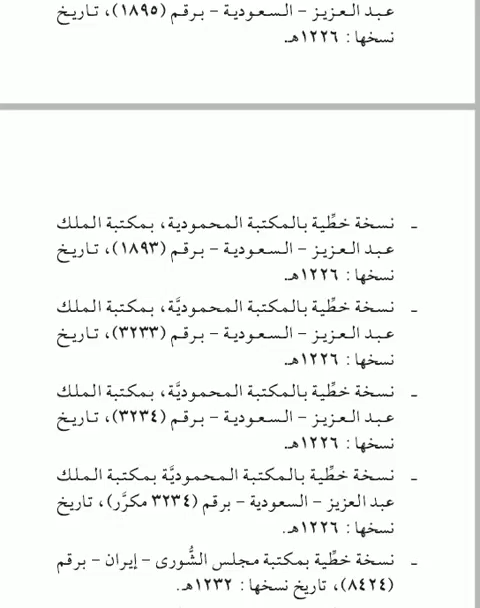 عبد العزيز – السعودية – برقم (١٨٩٥)، تاريخ
نسخها : ١٢٢٦هـ.
ـ نسخة خطِّية بالمكتبة المحمودية، بمكتبة الملك
عبد العزيز – السعودية – برقم (١٨٩٣)، تاريخ
نسخها : ١٢٢٦هـ.
ـ نسخة خطِّية بالمكتبة المحموديَّة، بمكتبة الملك
عبد العزيز – السعودية – برقم (٣٢٣٣)، تاريخ
نسخها : ١٢٢٦هـ.
ـ نسخة خطِّية بالمكتبة المحموديَّة، بمكتبة الملك
عبد العزيز – السعودية – برقم (٣٢٣٤)، تاريخ
نسخها : ١٢٢٦هـ.
ـ نسخة خطِّية بالمكتبة المحموديَّة بمكتبة الملك
عبد العزيز – السعودية – برقم (٣٢٣٤ مكرَّر)، تاريخ
نسخها : ١٢٢٦هـ.
ـ نسخة خطِّية بمكتبة مجلس الشُّورى – إيران – برقم
(٨٤٢٤)، تاريخ نسخها : ١٢٣٢هـ.